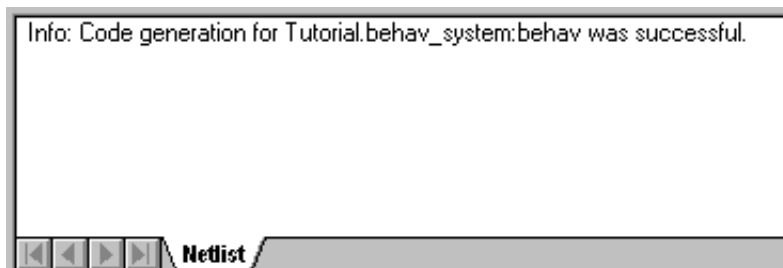 Info: Code generation for Tutorial.behav_system:behav was successful.
Netlist